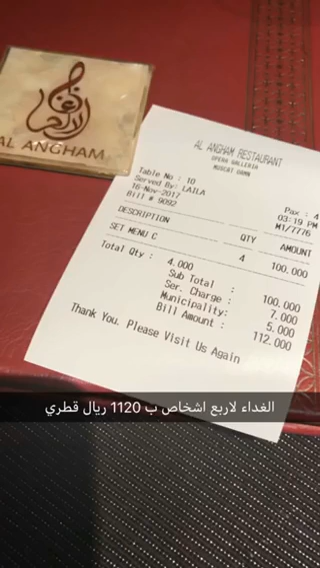 الانغام
AL ANGHAM
AL ANGHAM RESTAURANT
OPERA GALLERIA
MUSCAT OMAN
Table No : 10
Pax : 4
Served By: LAILA
03:19 PM
16-Nov-2017
M1/7776
Bill # 9092
DESCRIPTION QTY AMOUNT
SET MENU C 4 100.000
Total Qty : 4.000
Sub Total : 100.000
Ser. Charge : 7.000
Municipality: 5.000
Bill Amount : 112.000
Thank You, Please Visit Us Again
الغداء لاربع اشخاص ب 1120 ريال قطري